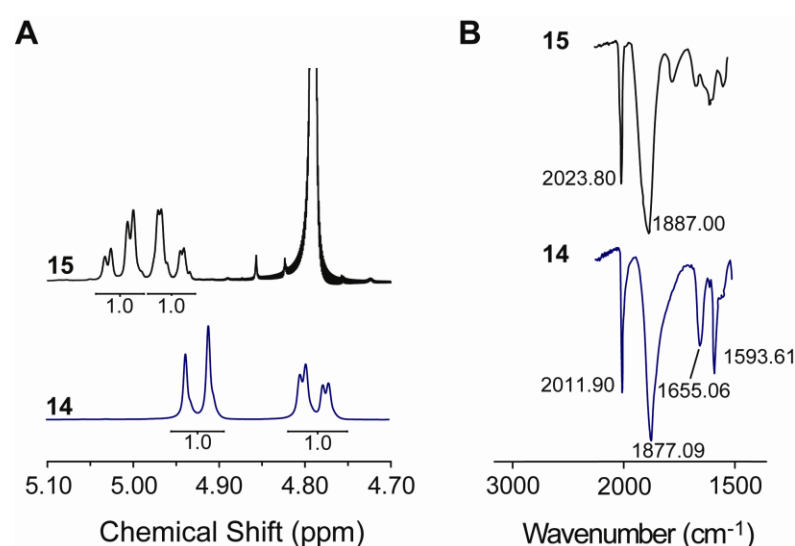 A
15
1.0 1.0
14
1.0 1.0
5.10 5.00 4.90 4.80 4.70
Chemical Shift (ppm)
B
15
2023.80
1887.00
14
1593.61
2011.90
1655.06
1877.09
3000 2000 1500
Wavenumber (cm-1)